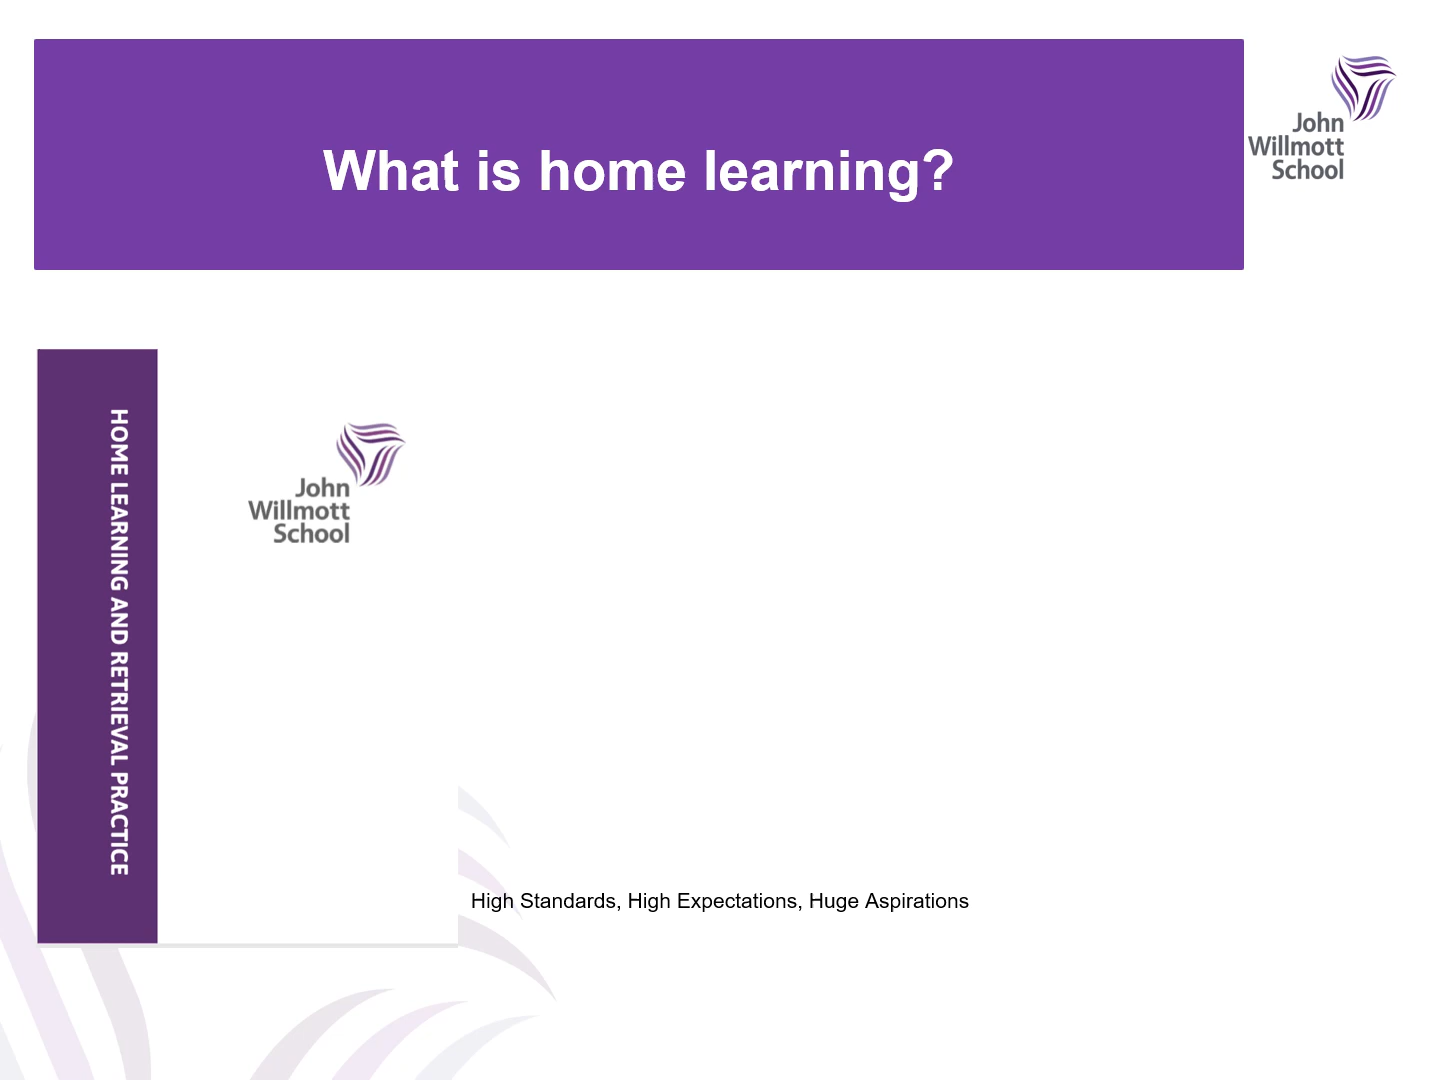 What is home learning?
John
Willmott
School
HOME LEARNING AND RETRIEVAL PRACTICE
John
Willmott
School
High Standards, High Expectations, Huge Aspirations